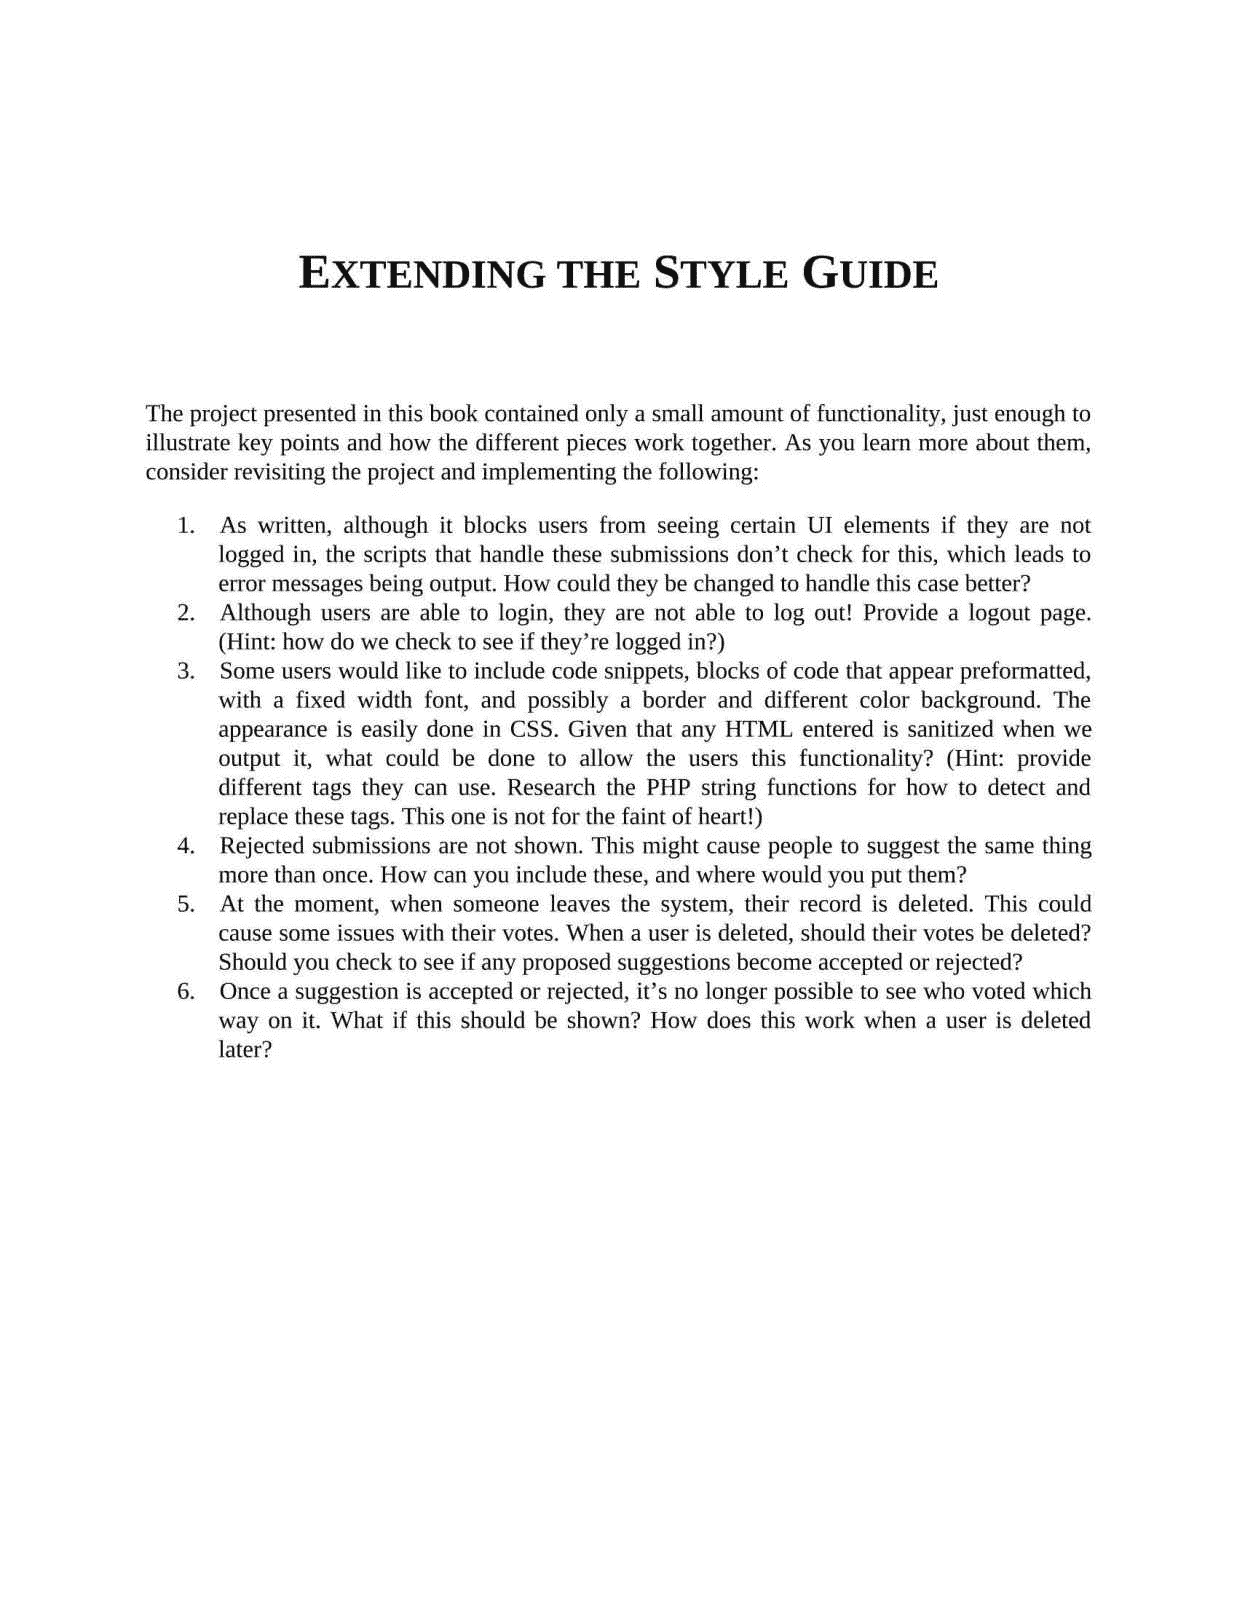 EXTENDING THE STYLE GUIDE
The project presented in this book contained only a small amount of functionality, just enough to
illustrate key points and how the different pieces work together. As you learn more about them,
consider revisiting the project and implementing the following:
1. As written, although it blocks users from seeing certain UI elements if they are not
logged in, the scripts that handle these submissions don’t check for this, which leads to
error messages being output. How could they be changed to handle this case better?
2. Although users are able to login, they are not able to log out! Provide a logout page.
(Hint: how do we check to see if they’re logged in?)
3. Some users would like to include code snippets, blocks of code that appear preformatted,
with a fixed width font, and possibly a border and different color background. The
appearance is easily done in CSS. Given that any HTML entered is sanitized when we
output it, what could be done to allow the users this functionality? (Hint: provide
different tags they can use. Research the PHP string functions for how to detect and
replace these tags. This one is not for the faint of heart!)
4. Rejected submissions are not shown. This might cause people to suggest the same thing
more than once. How can you include these, and where would you put them?
5. At the moment, when someone leaves the system, their record is deleted. This could
cause some issues with their votes. When a user is deleted, should their votes be deleted?
Should you check to see if any proposed suggestions become accepted or rejected?
6. Once a suggestion is accepted or rejected, it’s no longer possible to see who voted which
way on it. What if this should be shown? How does this work when a user is deleted
later?